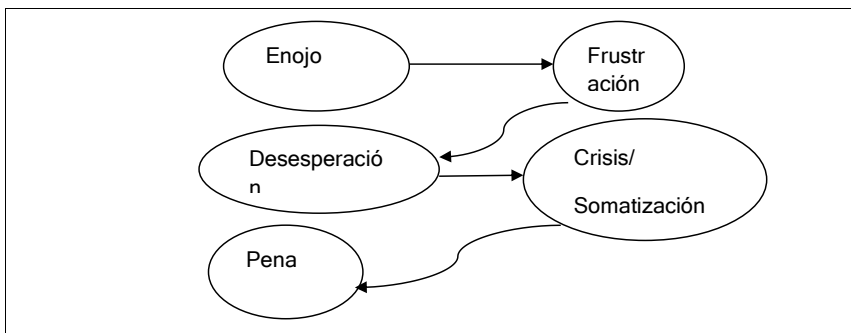 Enojo
Frustr
ación
Desesperació
n
Crisis/
Somatización
Pena